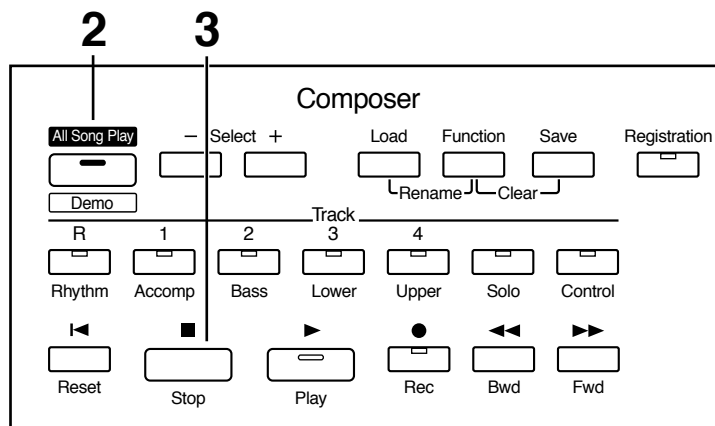 2 3
Composer
All Song Play − Select + Load Function Save Registration
Rename Clear
Demo
Track
R 1 2 3 4
Rhythm Accomp Bass Lower Upper Solo Control
Reset Stop Play Rec Bwd Fwd